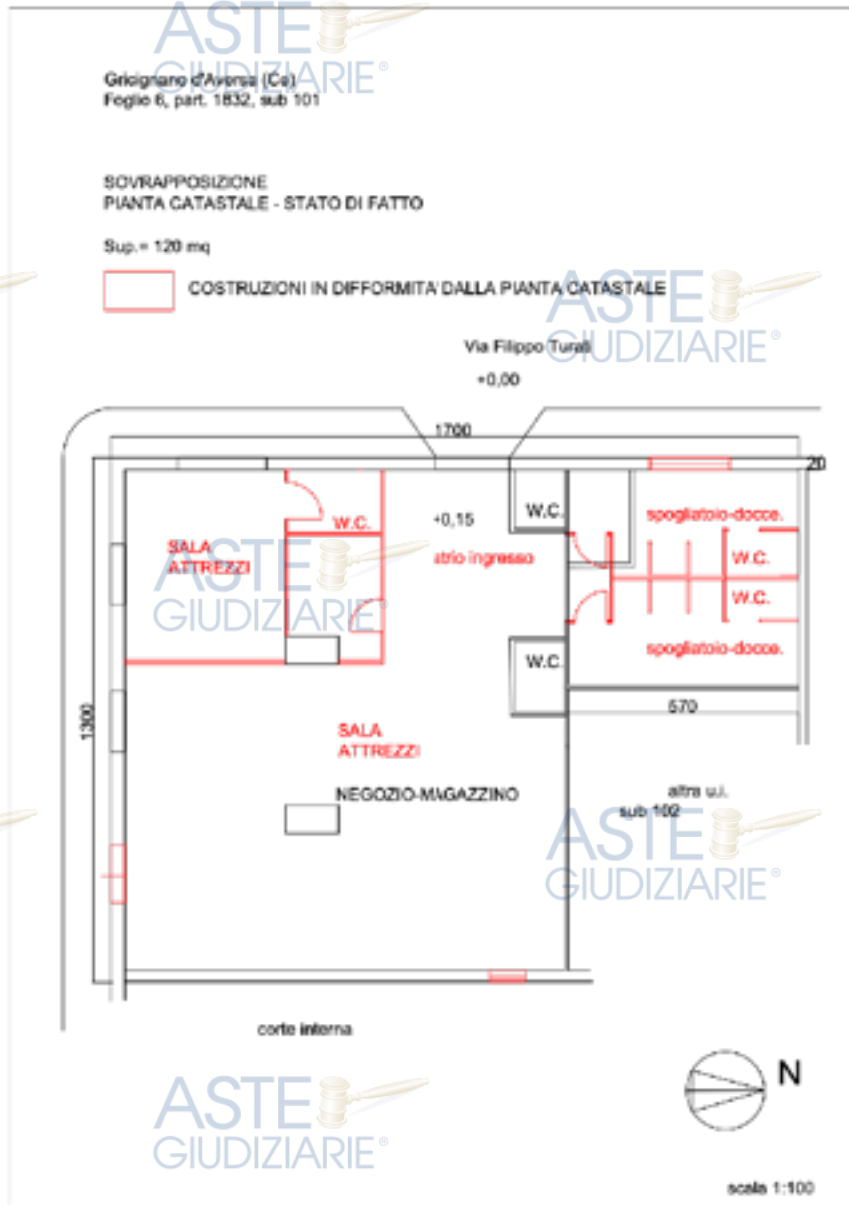 ASTE
GIUDIZIARIE®
Gricignano d'Aversa (Ce)
Foglio 6, part. 1832, sub 101
SOVRAPPOSIZIONE
PIANTA CATASTALE - STATO DI FATTO
Sup.= 120 mq
COSTRUZIONI IN DIFFORMITA' DALLA PIANTA CATASTALE
ASTE
GIUDIZIARIE®
Via Filippo Turati
+0,00
1700
20
W.C.
+0,15
W.C.
spogliatoio-docce.
SALA
ATTREZZI
atrio ingresso
W.C.
ASTE
GIUDIZIARIE®
W.C.
W.C.
spogliatoio-docce.
570
1300
SALA
ATTREZZI
NEGOZIO-MAGAZZINO
altra u.i.
sub 102
ASTE
GIUDIZIARIE®
corte interna
N
ASTE
GIUDIZIARIE®
scala 1:100